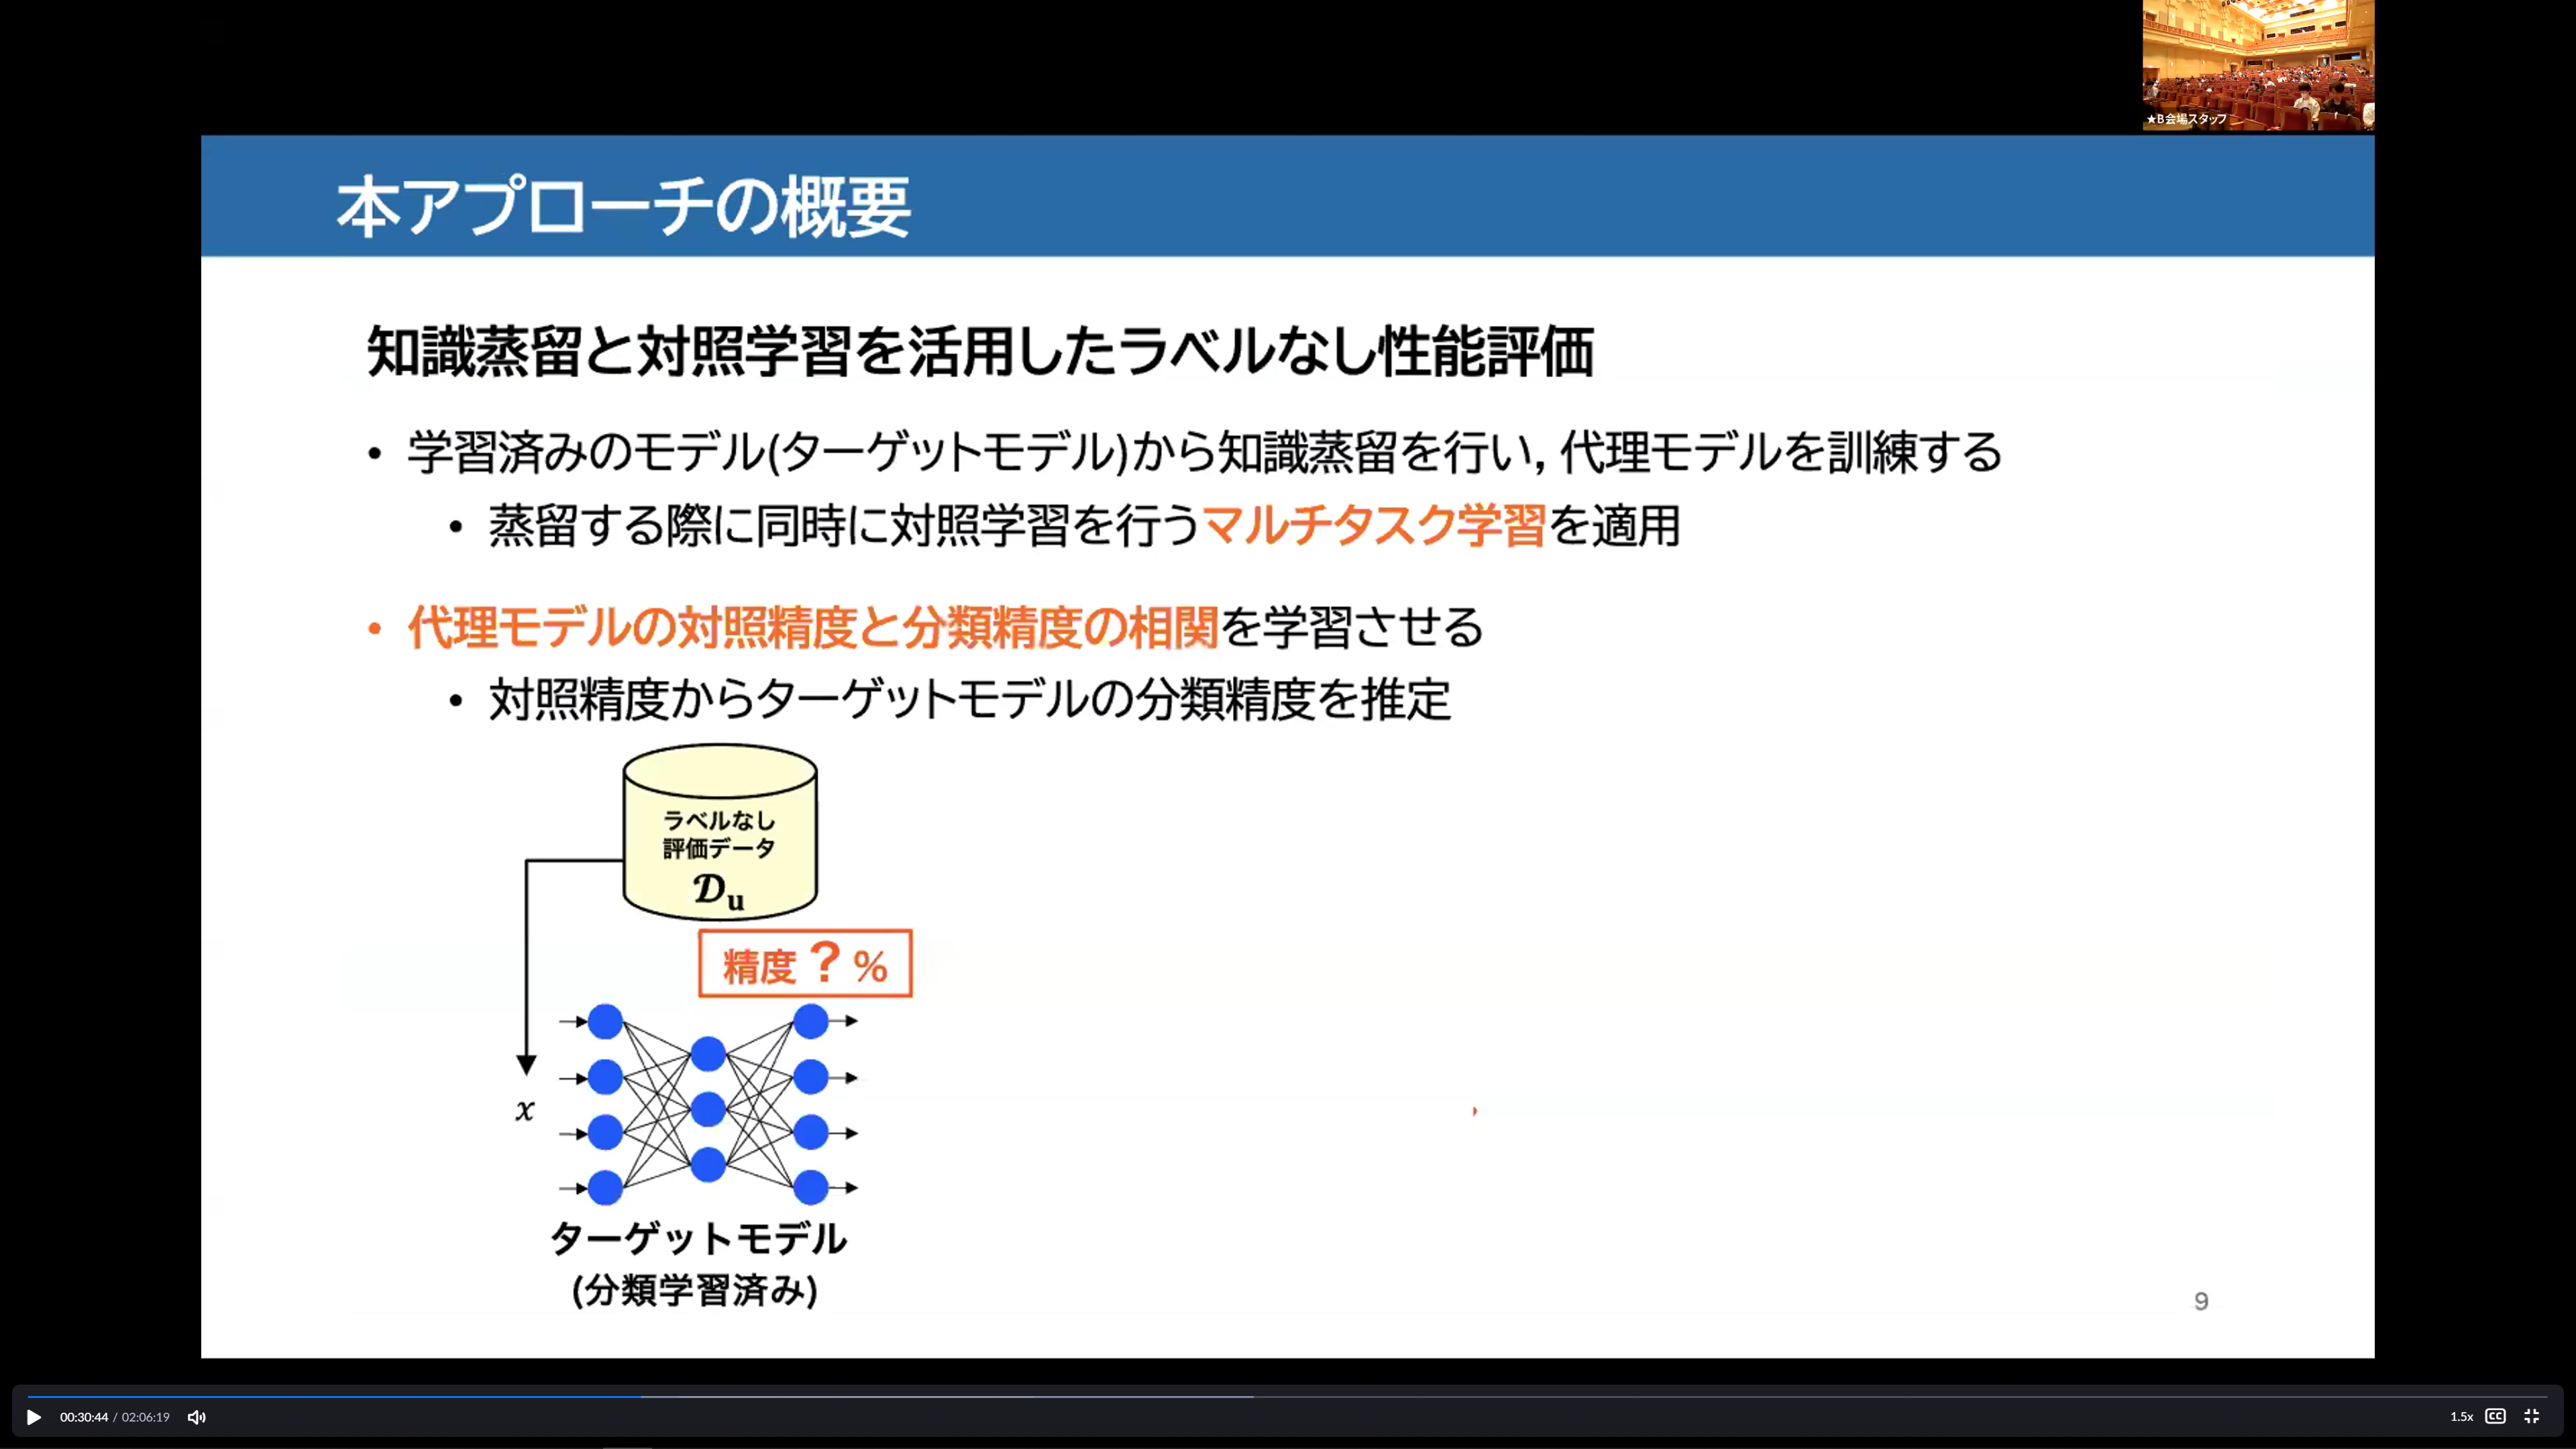 ★B会場スタッフ
本アプローチの概要
知識蒸留と対照学習を活用したラベルなし性能評価
• 学習済みのモデル(ターゲットモデル)から知識蒸留を行い, 代理モデルを訓練する
• 蒸留する際に同時に対照学習を行うマルチタスク学習を適用
• 代理モデルの対照精度と分類精度の相関を学習させる
• 対照精度からターゲットモデルの分類精度を推定
ラベルなし
評価データ
𝒟u
精度？%
x
ターゲットモデル
(分類学習済み)
9
00:30:44 / 02:06:19
1.5x
CC